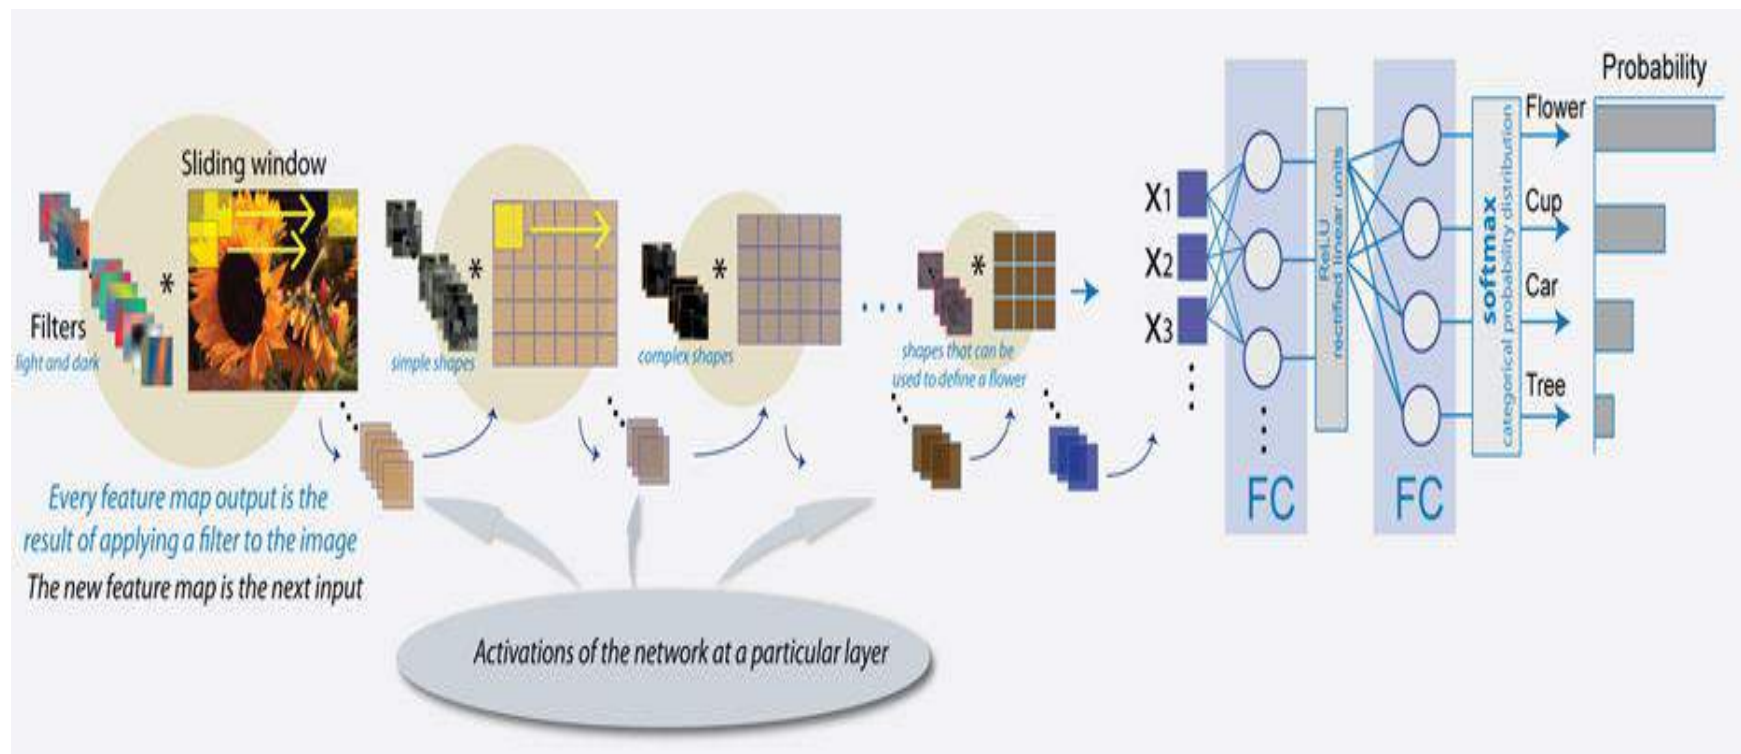 Sliding window
Filters
light and dark
*
simple shapes
*
complex shapes
*
shapes that can be
used to define a flower
*
X1
X2
X3
FC
ReLU
rectified linear units
FC
softmax
categorical probability distribution
Probability
Flower
Cup
Car
Tree
Every feature map output is the
result of applying a filter to the image
The new feature map is the next input
Activations of the network at a particular layer